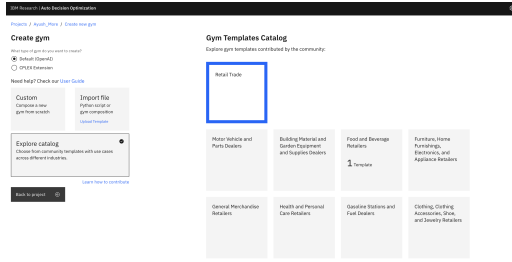 IBM Research | Auto Decision Optimization
Projects / Ayush_More / Create new gym
Create gym
What type of gym do you want to create?
Default (OpenAI)
CPLEX Extension
Need help? Check our User Guide
Custom
Compose a new
gym from scratch
Import file
Python script or
gym composition
Upload Template
Explore catalog
Choose from community templates with use cases
across different industries.
Learn how to contribute
Back to project
Gym Templates Catalog
Explore gym templates contributed by the community:
Retail Trade
Motor Vehicle and
Parts Dealers
Building Material and
Garden Equipment
and Supplies Dealers
Food and Beverage
Retailers
1 Template
Furniture, Home
Furnishings,
Electronics, and
Appliance Retailers
General Merchandise
Retailers
Health and Personal
Care Retailers
Gasoline Stations and
Fuel Dealers
Clothing, Clothing
Accessories, Shoe,
and Jewelry Retailers